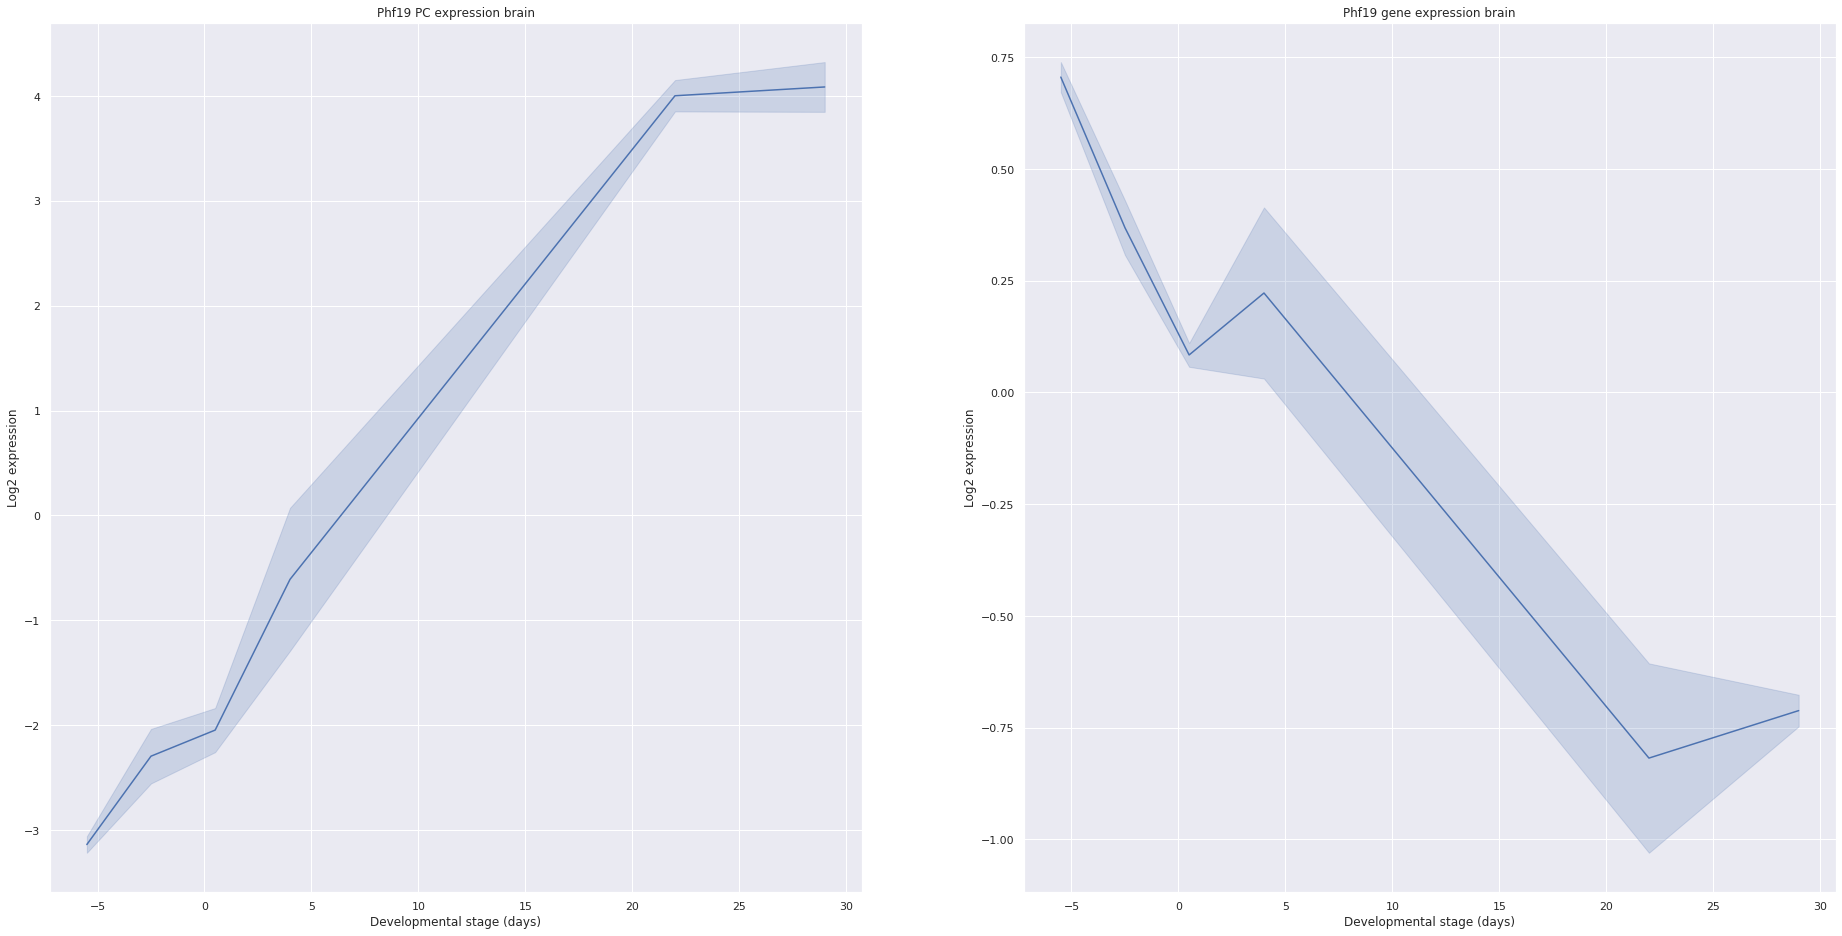 Phf19 PC expression brain
Log2 expression
4
3
2
1
0
−1
−2
−3
−5 0 5 10 15 20 25 30
Developmental stage (days)
Phf19 gene expression brain
Log2 expression
0.75
0.50
0.25
0.00
−0.25
−0.50
−0.75
−1.00
−5 0 5 10 15 20 25 30
Developmental stage (days)